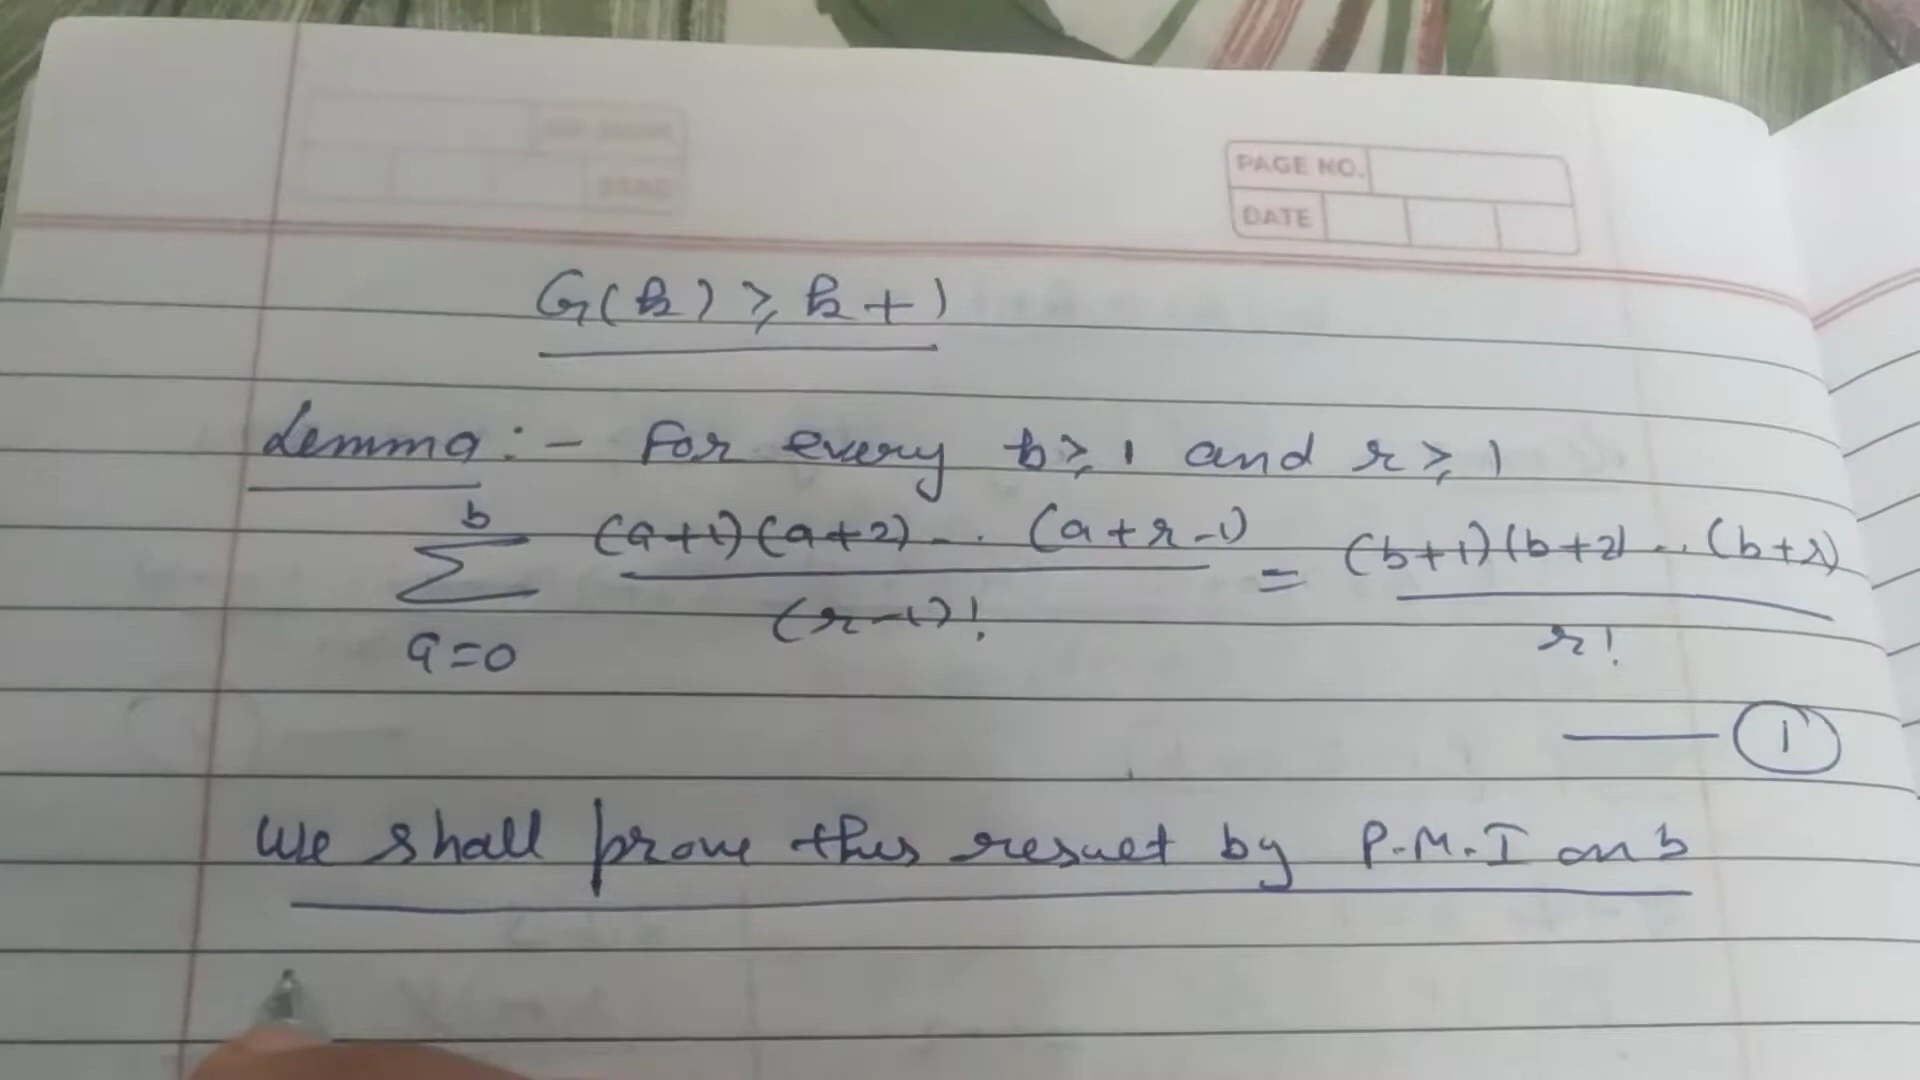 PAGE NO.
DATE
G(k) ≥ k+1
Lemma :- For every b ≥ 1 and r ≥ 1
b
∑ (a+1)(a+2)... (a+r-1) / (r-1)! = (b+1)(b+2)...(b+r) / r!
a=0
— 1
We shall prove this result by P.M.I on b